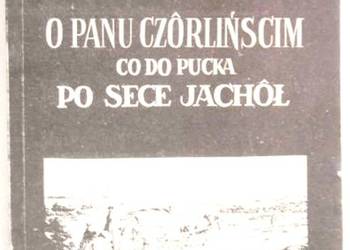 O PANU CZÔRLIŃSCIM
CO DO PUCKA
PO SECE JACHÔŁ